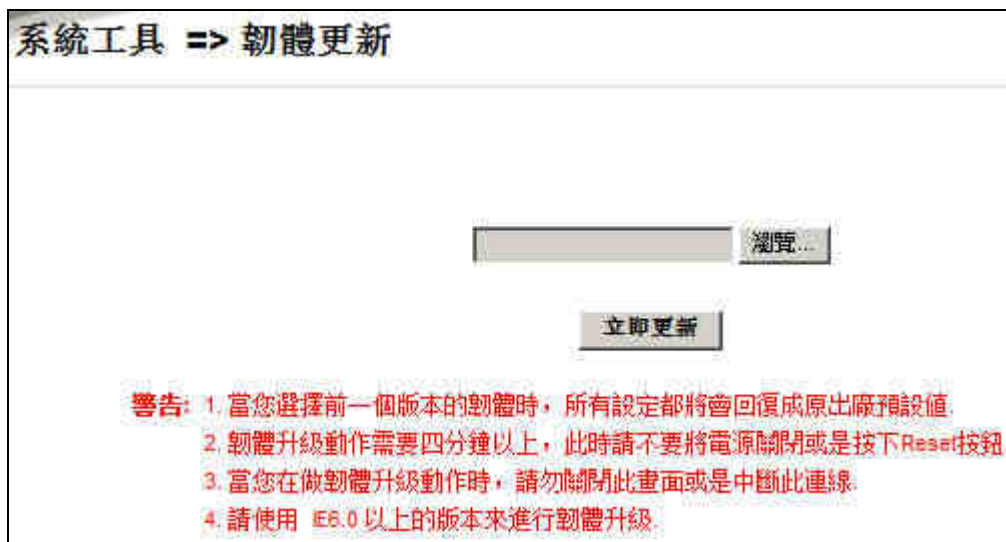 系統工具 => 韌體更新
瀏覽...
立即更新
警告: 1. 當您選擇前一個版本的韌體時，所有設定都將會回復成原出廠預設值.
2. 韌體升級動作需要四分鐘以上，此時請不要將電源關閉或是按下Reset按鈕
3. 當您在做韌體升級動作時，請勿關閉此畫面或是中斷此連線.
4. 請使用 IE6.0 以上的版本來進行韌體升級.